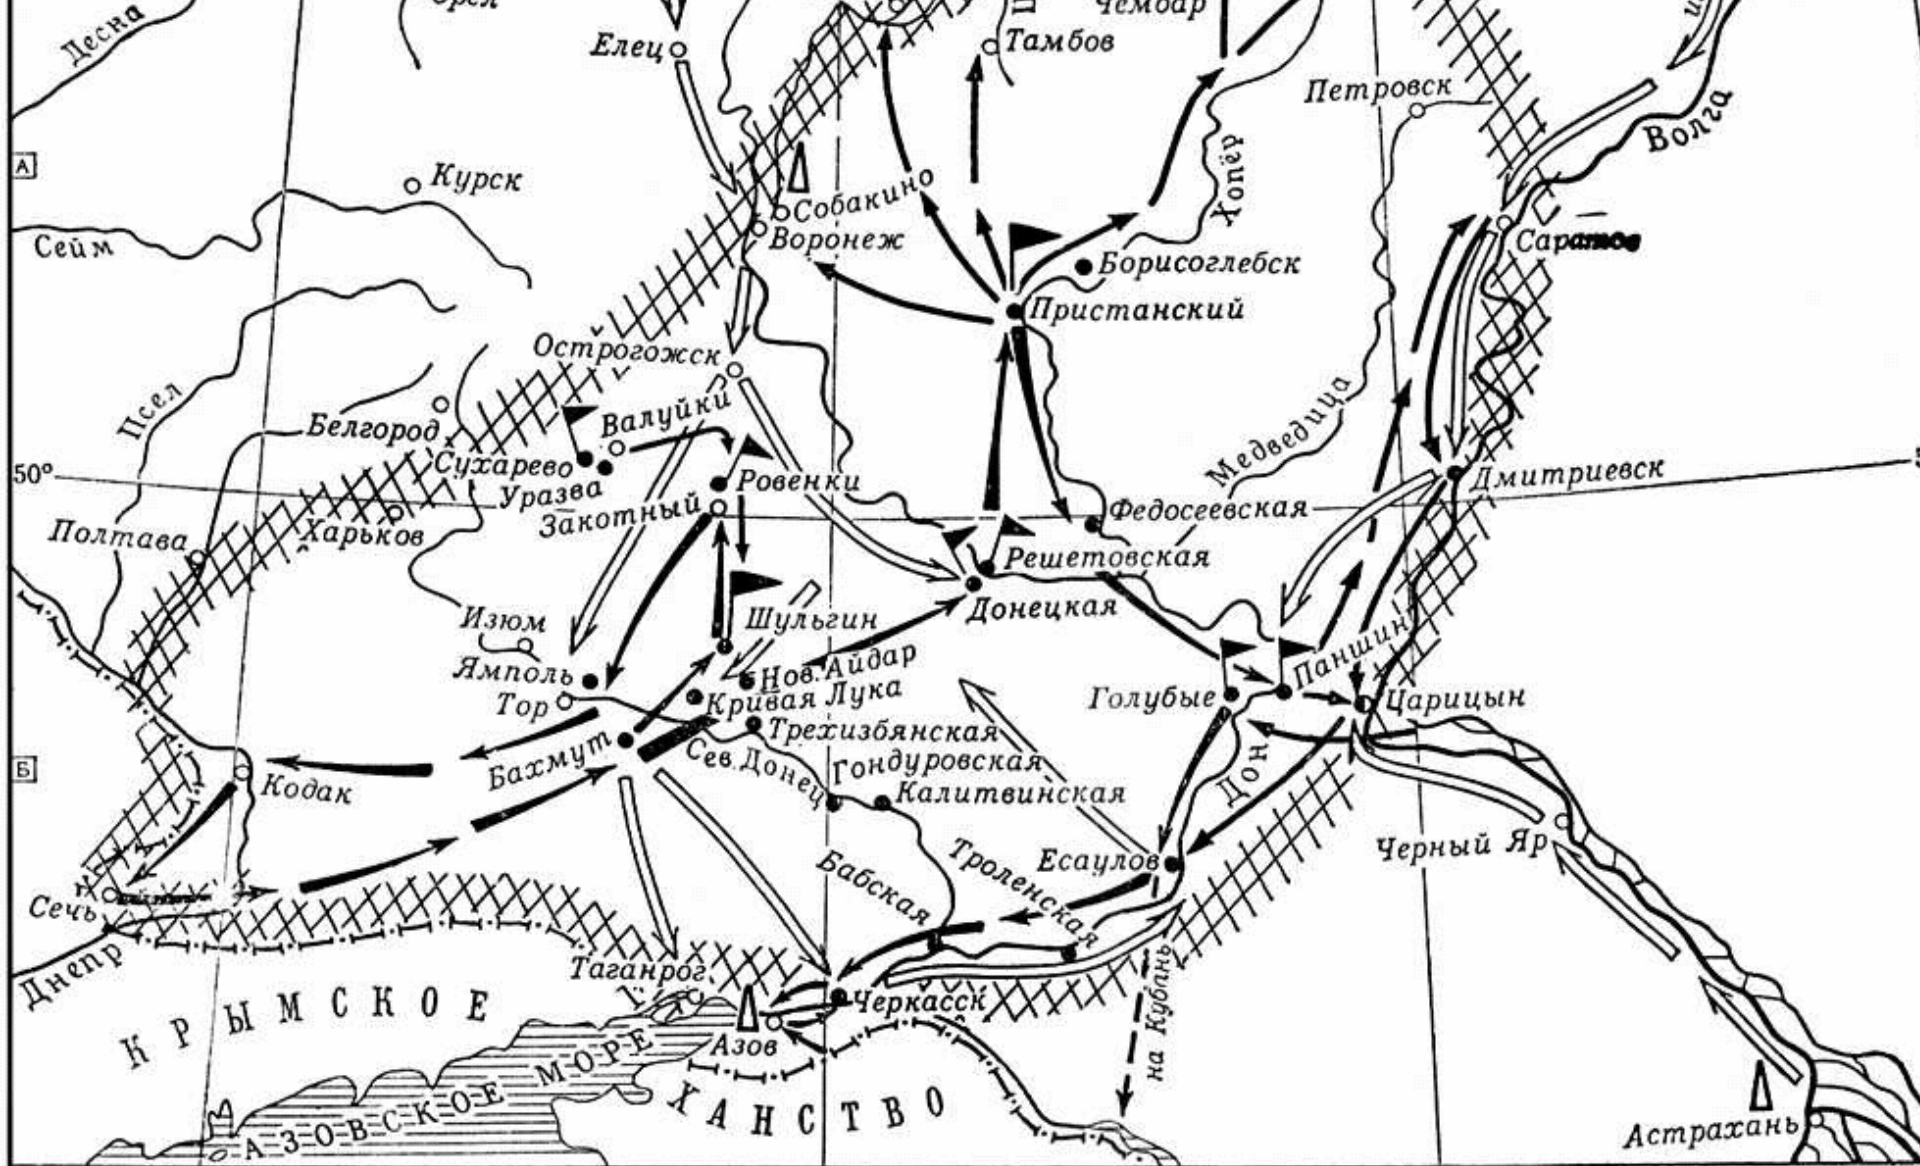 Десна
Орел
Чембар
Елец
Тамбов
Петровск
Волга
А
Курск
Собакино
Хопёр
Сейм
Воронеж
Саратов
Борисоглебск
Пристанский
Острогожск
Псел
Валуйки
Медведица
Белгород
Сухарево
50°
Уразва
Ровенки
Дмитриевск
Закотный
Харьков
Федосеевская
Полтава
Решетовская
Донецкая
Изюм
Шульгин
Паншин
Ямполь
Нов. Айдар
Тор
Кривая Лука
Голубые
Царицын
Трехизбянская
Бахмут
Сев. Донец
Дон
Б
Кодак
Гондуровская
Калитвинская
Черный Яр
Есаулов
Бабская
Троленская
Сечь
Днепр
Таганрог
на Кубань
КРЫМСКОЕ
Черкасск
Азов
АЗОВСКОЕ МОРЕ
ХАНСТВО
Астрахань